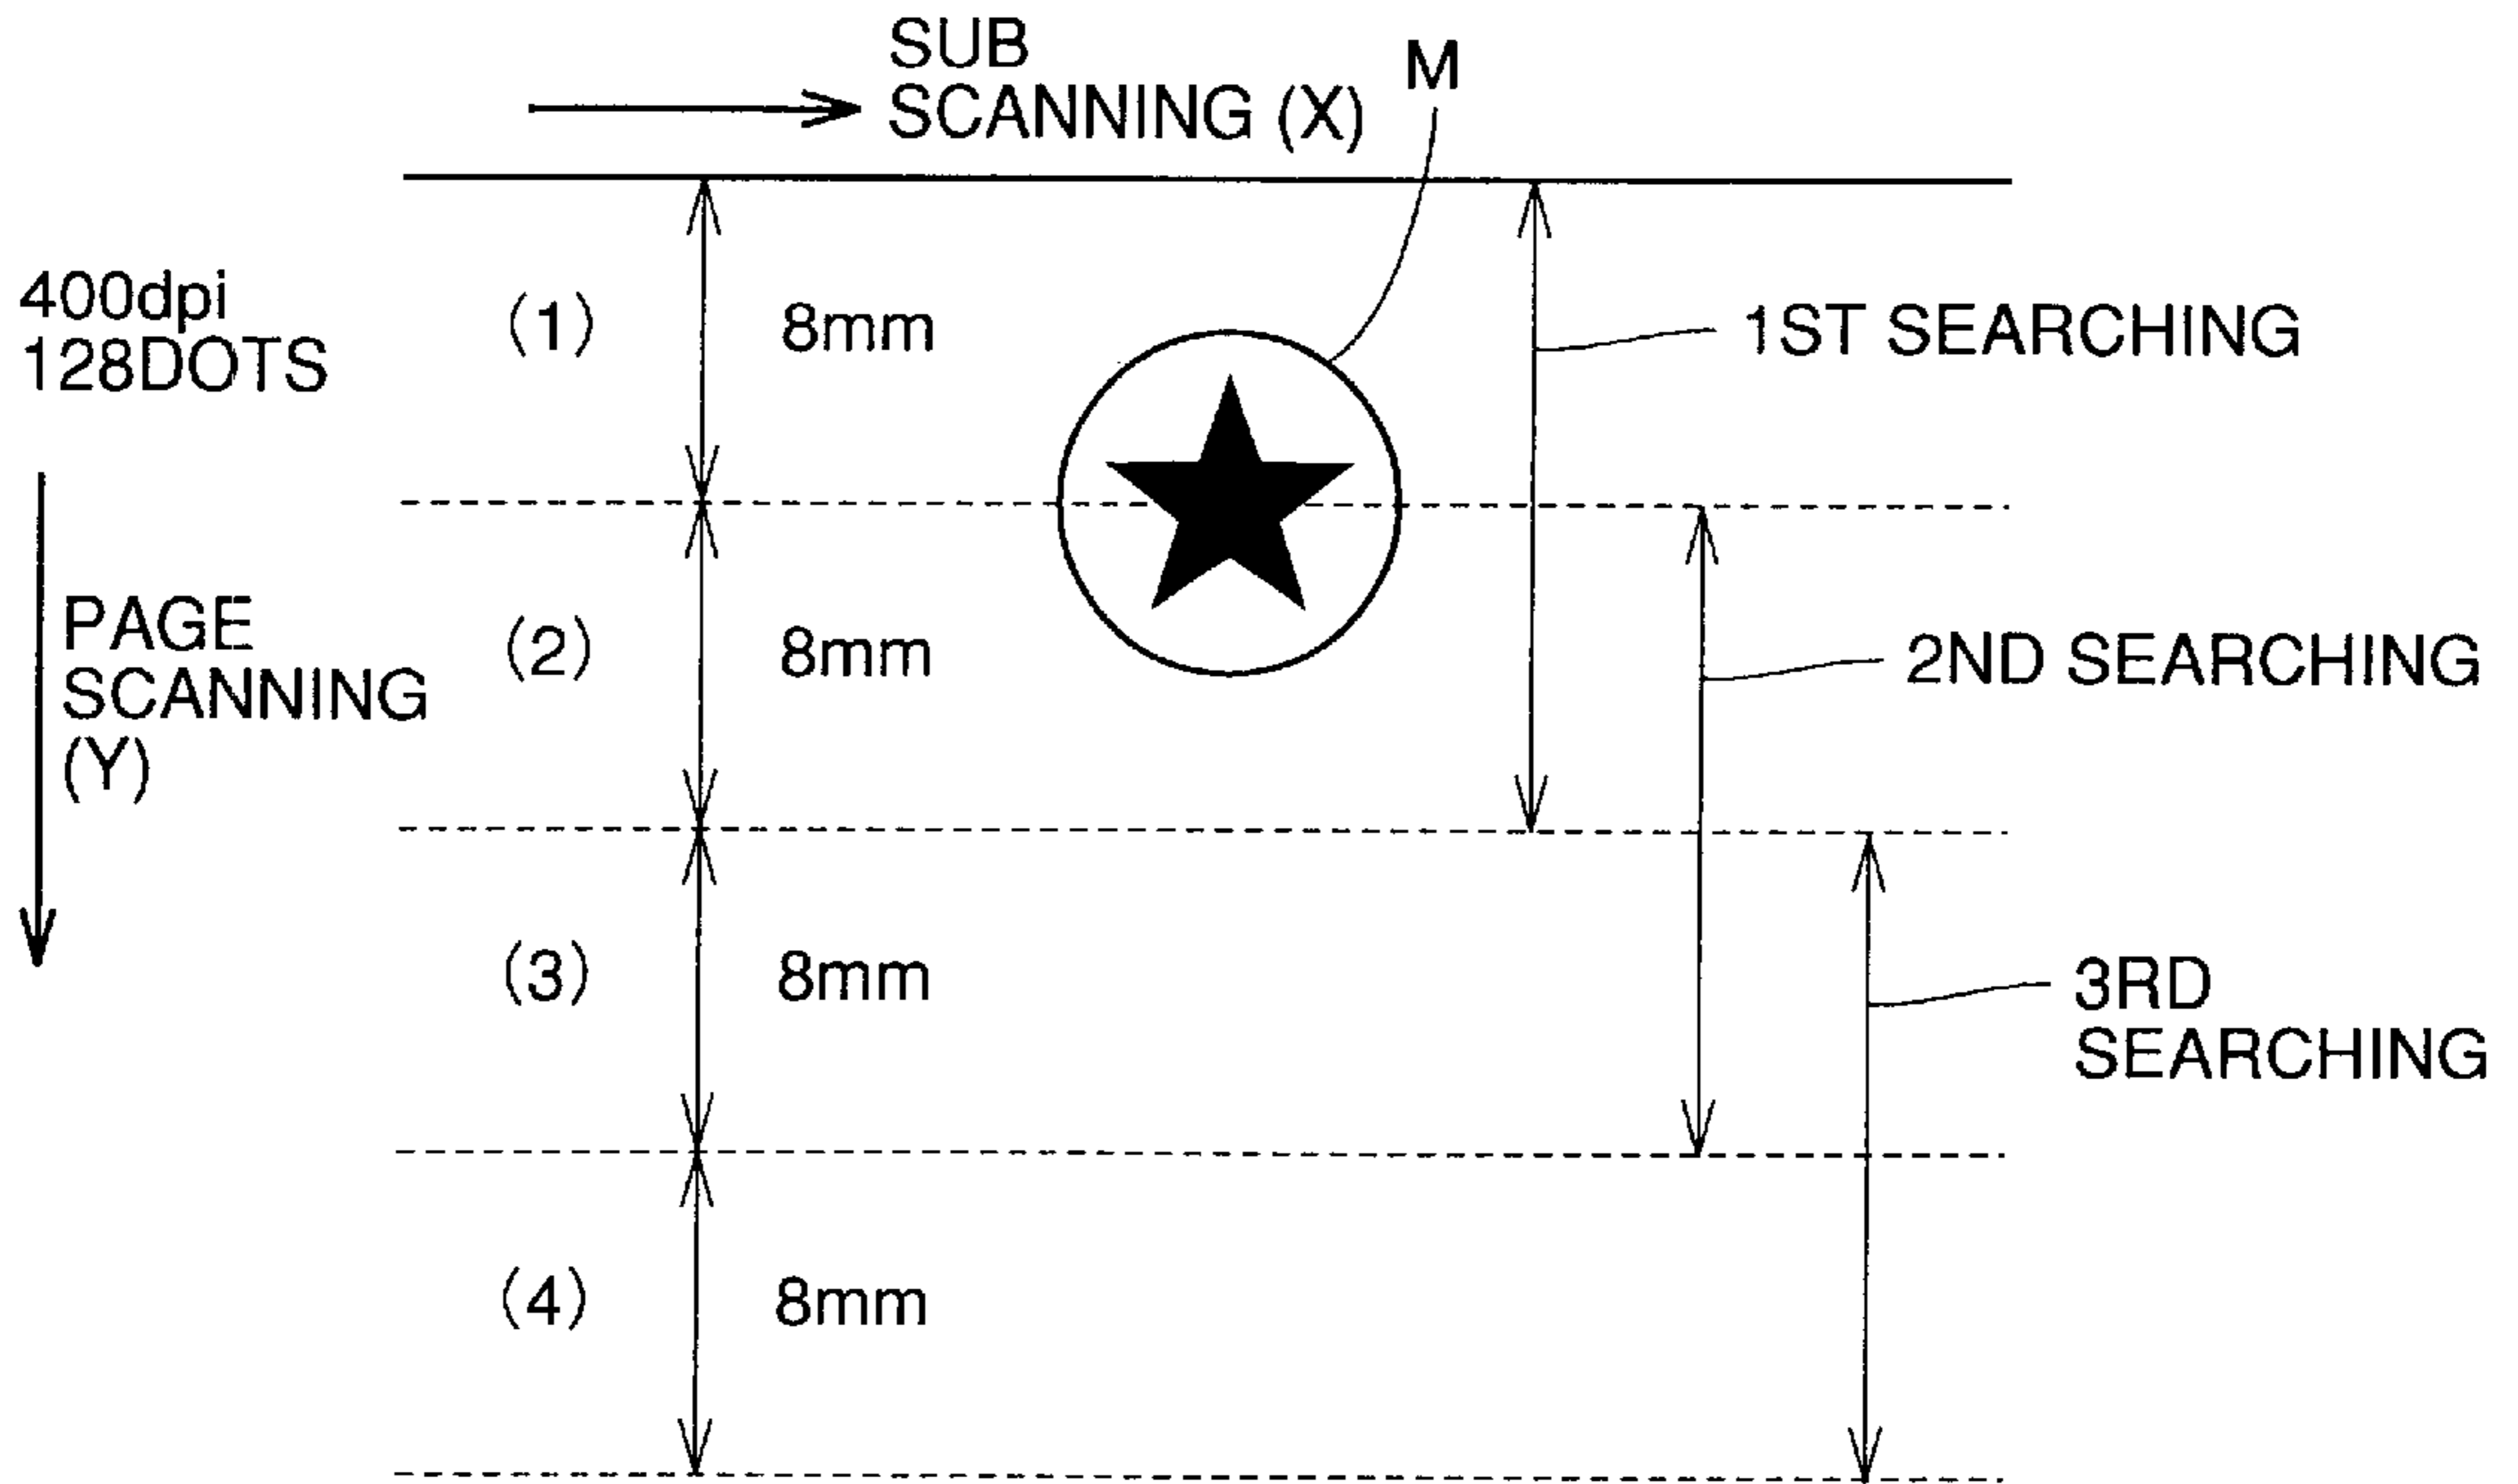 SUB
SCANNING (X)
M
400dpi
128DOTS
(1)
8mm
1ST SEARCHING
PAGE
SCANNING
(Y)
(2)
8mm
2ND SEARCHING
(3)
8mm
3RD
SEARCHING
(4)
8mm